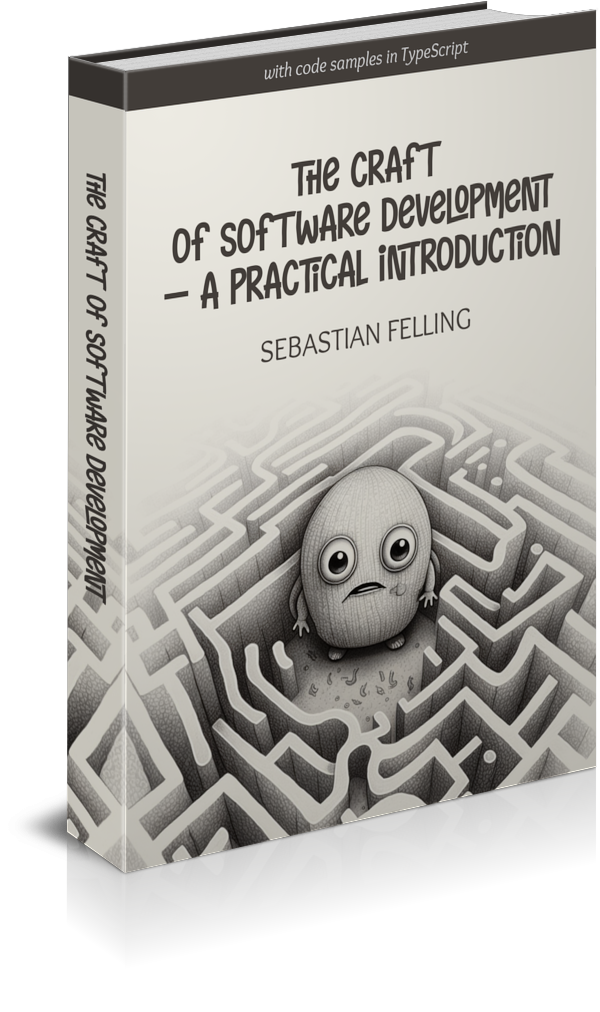 with code samples in TypeScript
THE CRAFT
OF SOFTWARE DEVELOPMENT
– A PRACTICAL INTRODUCTION
SEBASTIAN FELLING
THE CRAFT OF SOFTWARE DEVELOPMENT